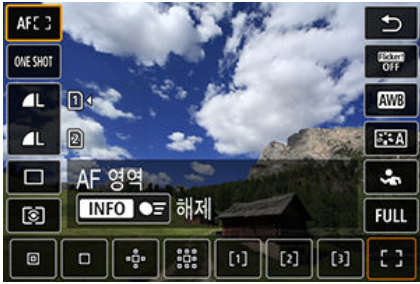 AF[ ]
ONE SHOT
Flicker!
OFF
L
1
AWB
L
2
A
AF 영역
INFO 해제
FULL
[1] [2] [3] [ ]